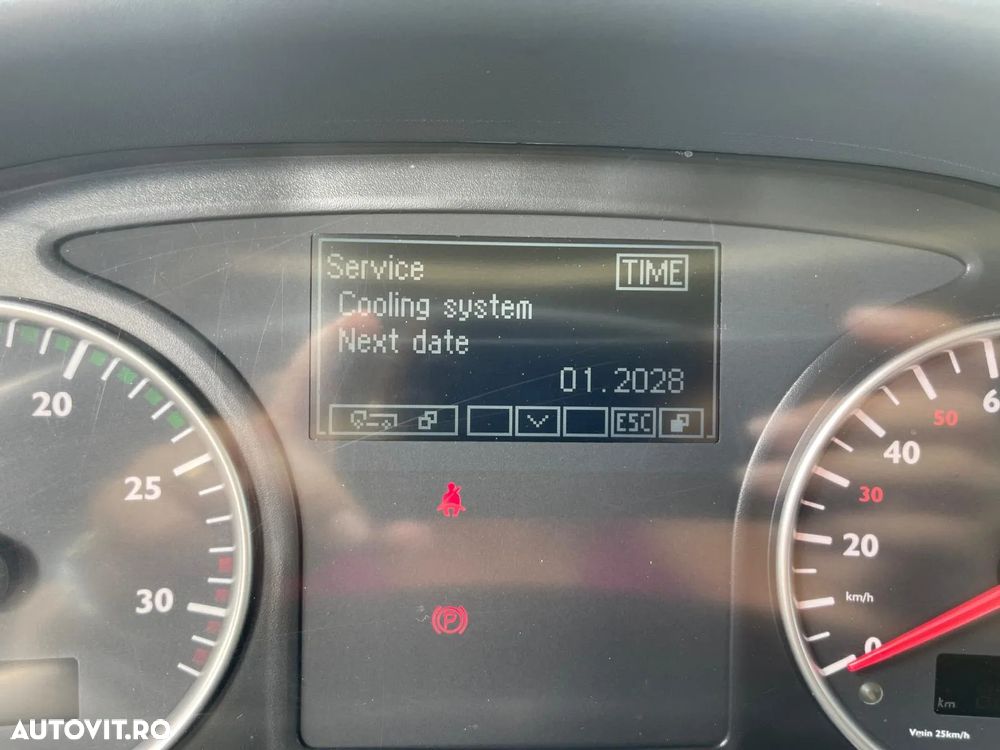 Service TIME
Cooling system
Next date
01.2028
ESC
20
25
30
60
50
40
30
20
km/h
0
km
Vmin 25km/h
P
AUTOVIT.RO